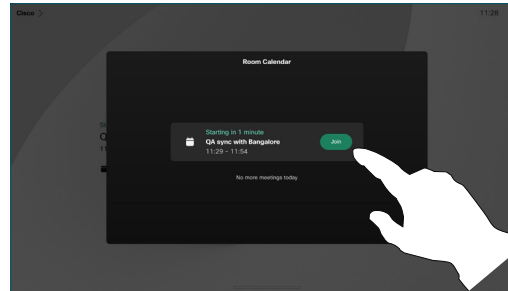 Cisco
11:28
Room Calendar
Starting in 1 minute
QA sync with Bangalore
11:29 – 11:54
Join
No more meetings today